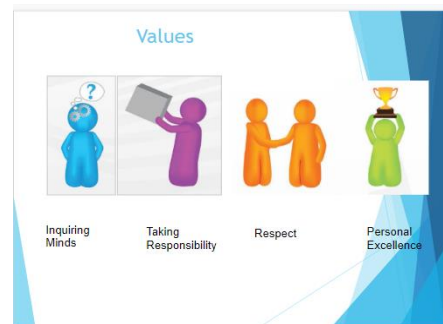 Values
?
Inquiring
Minds
Taking
Responsibility
Respect
Personal
Excellence